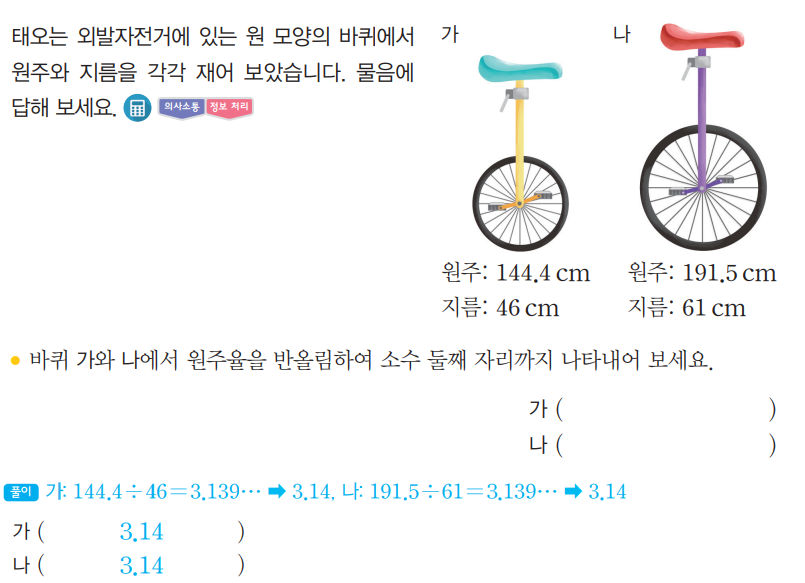 태오는 외발자전거에 있는 원 모양의 바퀴에서
원주와 지름을 각각 재어 보았습니다. 물음에
답해 보세요. 의사소통 정보 처리
가
나
원주: 144.4 cm
지름: 46 cm
원주: 191.5 cm
지름: 61 cm
• 바퀴 가와 나에서 원주율을 반올림하여 소수 둘째 자리까지 나타내어 보세요.
가 ( )
나 ( )
풀이 가: 144.4÷46=3.139··· ➡ 3.14, 나: 191.5÷61=3.139··· ➡ 3.14
가 ( 3.14 )
나 ( 3.14 )